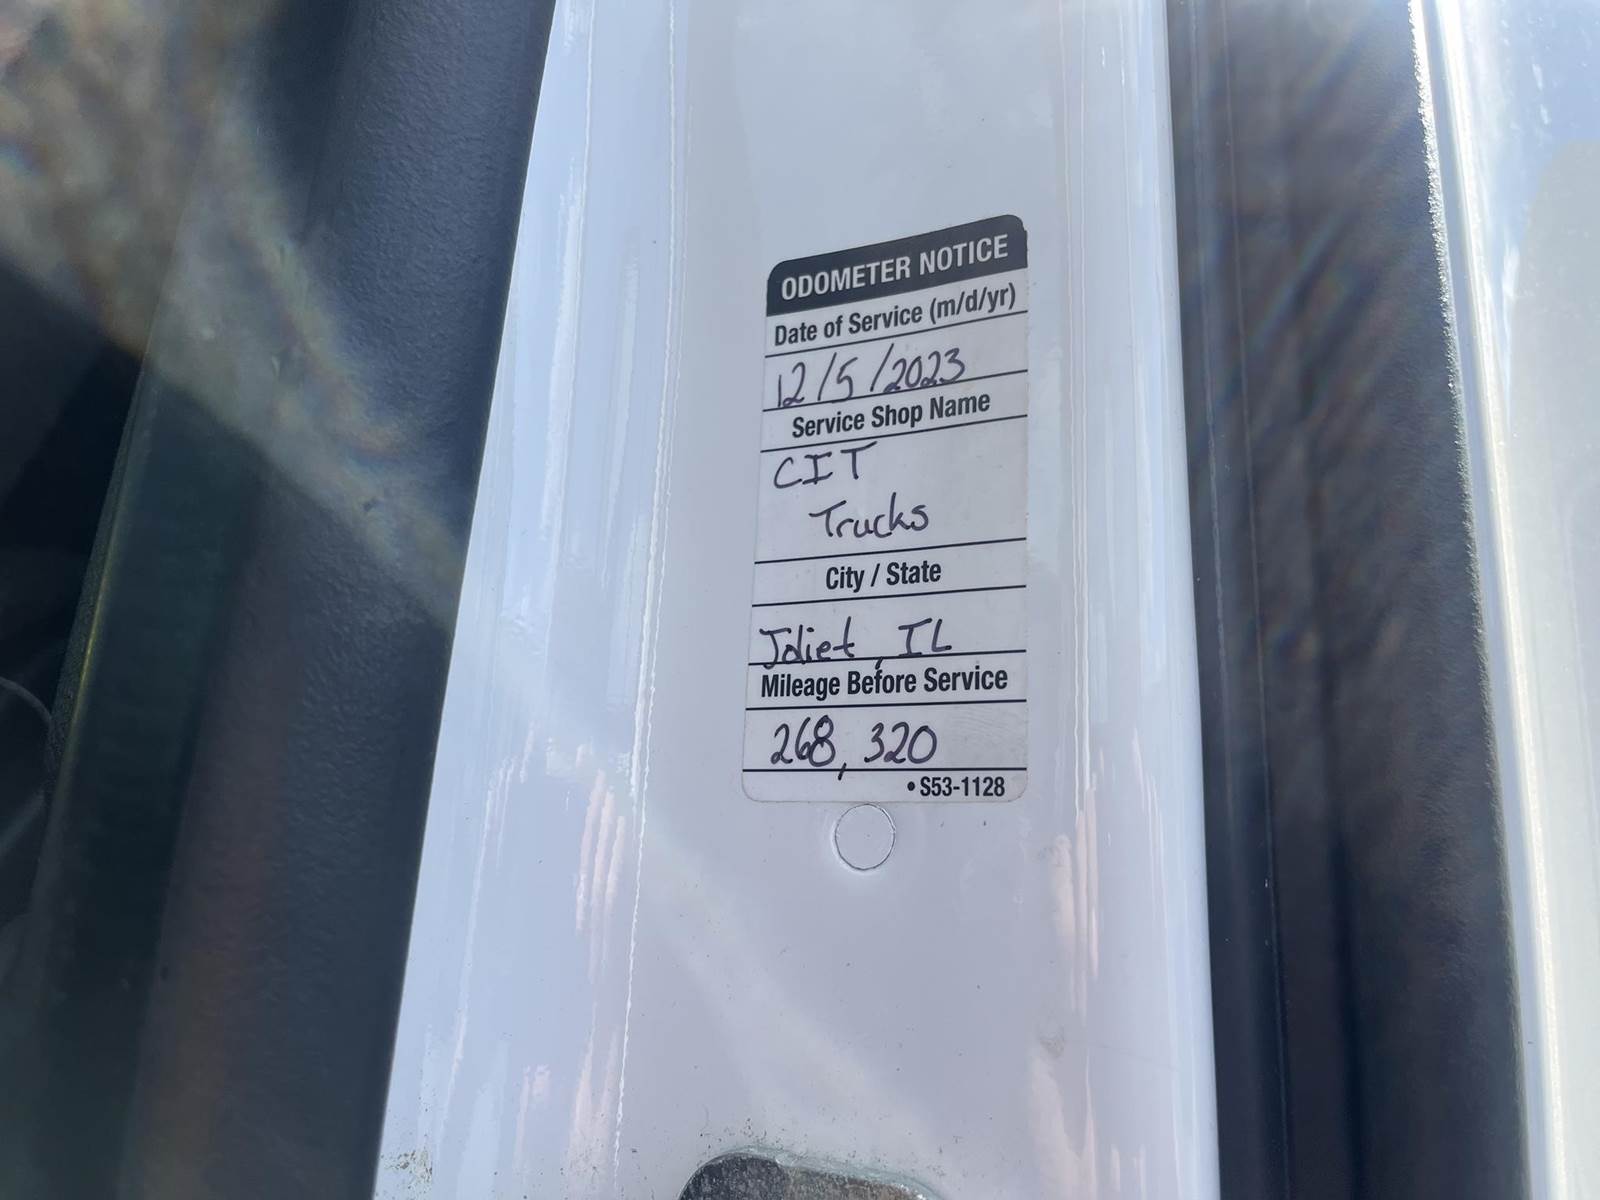 ODOMETER NOTICE
Date of Service (m/d/yr)
12/5/2023
Service Shop Name
CIT
Trucks
City / State
Joliet, IL
Mileage Before Service
268,320
• S53-1128